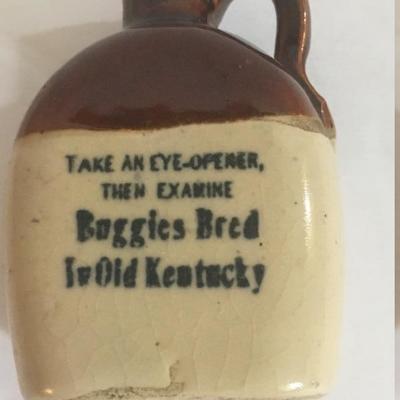 TAKE AN EYE-OPENER,
THEN EXAMINE
Buggies Bred
In Old Kentucky